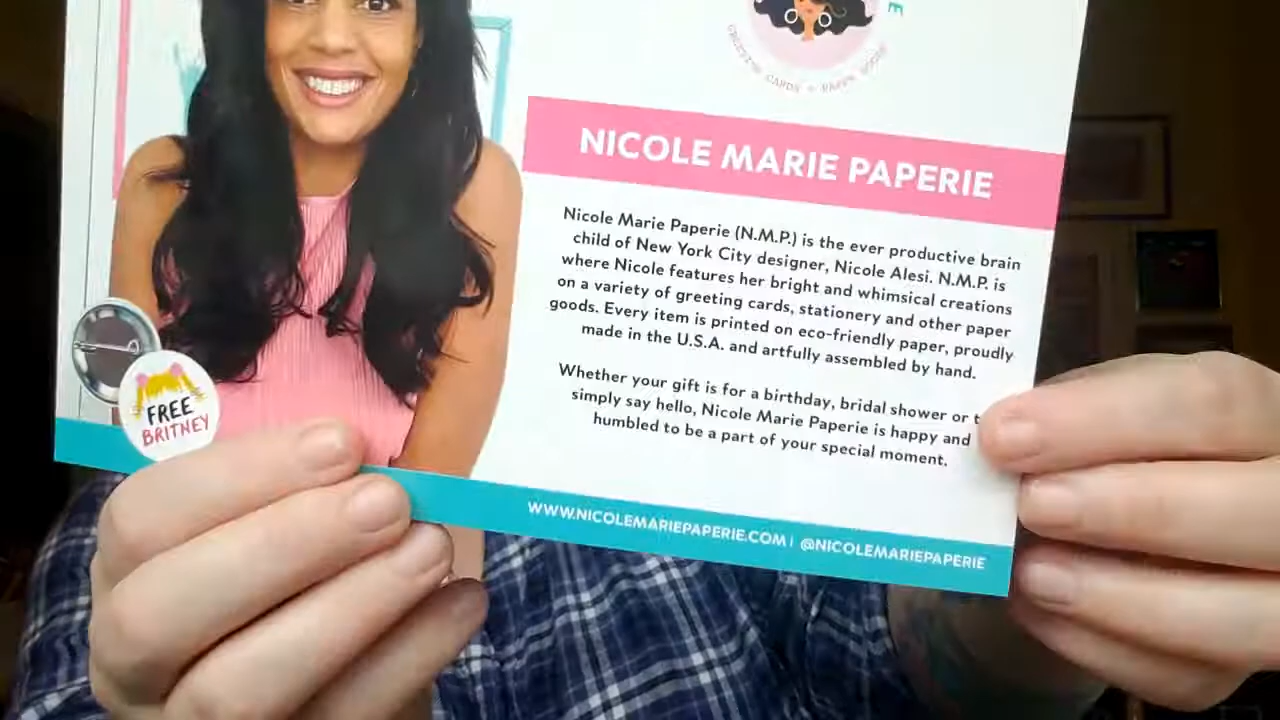 E
GREETING CARDS + PAPER GOODS
NICOLE MARIE PAPERIE
Nicole Marie Paperie (N.M.P.) is the ever productive brain
child of New York City designer, Nicole Alesi. N.M.P. is
where Nicole features her bright and whimsical creations
on a variety of greeting cards, stationery and other paper
goods. Every item is printed on eco-friendly paper, proudly
made in the U.S.A. and artfully assembled by hand.
Whether your gift is for a birthday, bridal shower or t
simply say hello, Nicole Marie Paperie is happy and
humbled to be a part of your special moment.
FREE
BRITNEY
WWW.NICOLEMARIEPAPERIE.COM | @NICOLEMARIEPAPERIE